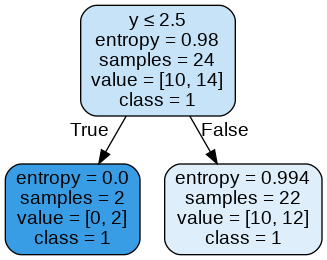 y ≤ 2.5
entropy = 0.98
samples = 24
value = [10, 14]
class = 1
True
False
entropy = 0.0
samples = 2
value = [0, 2]
class = 1
entropy = 0.994
samples = 22
value = [10, 12]
class = 1